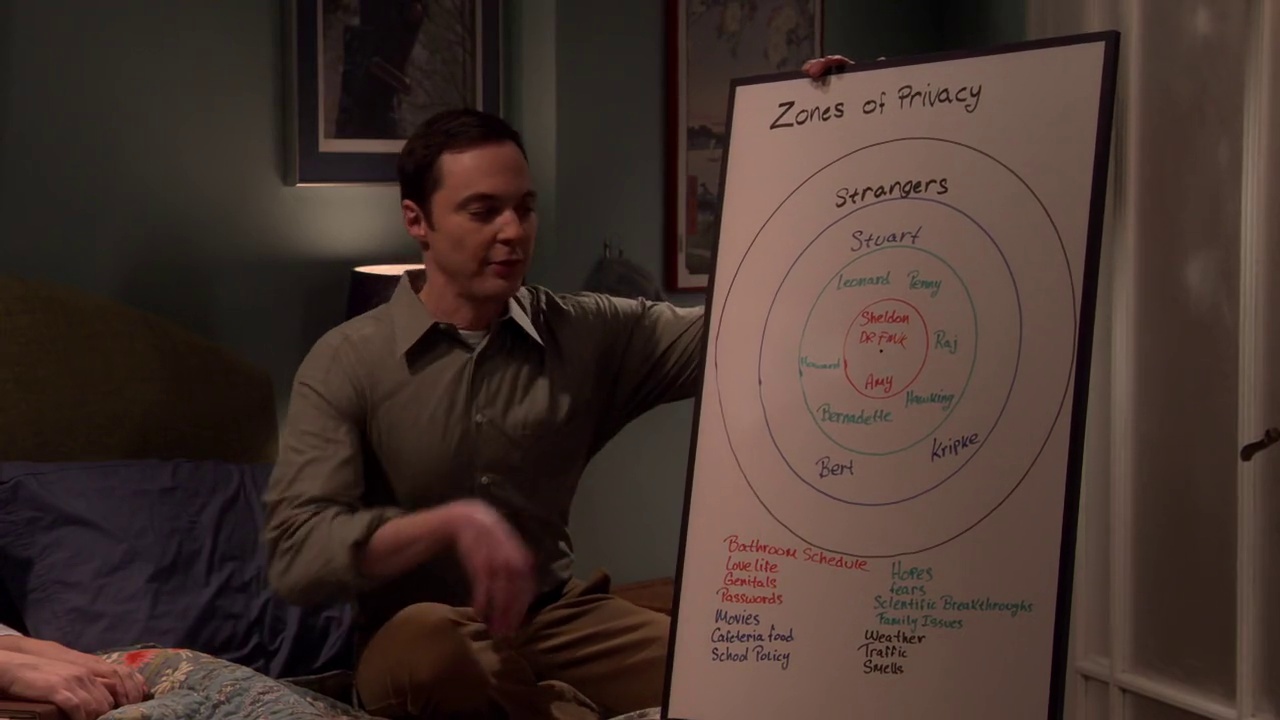 Zones of Privacy
Strangers
Stuart
Leonard Penny
Sheldon
DR FMK Raj
Howard
Amy
Hawking
Bernadette
Kripke
Bert
Bathroom Schedule
Love life
Genitals
Passwords
Movies
Cafeteria food
School Policy
Hopes
fears
Scientific Breakthroughs
Family Issues
Weather
Traffic
Smells